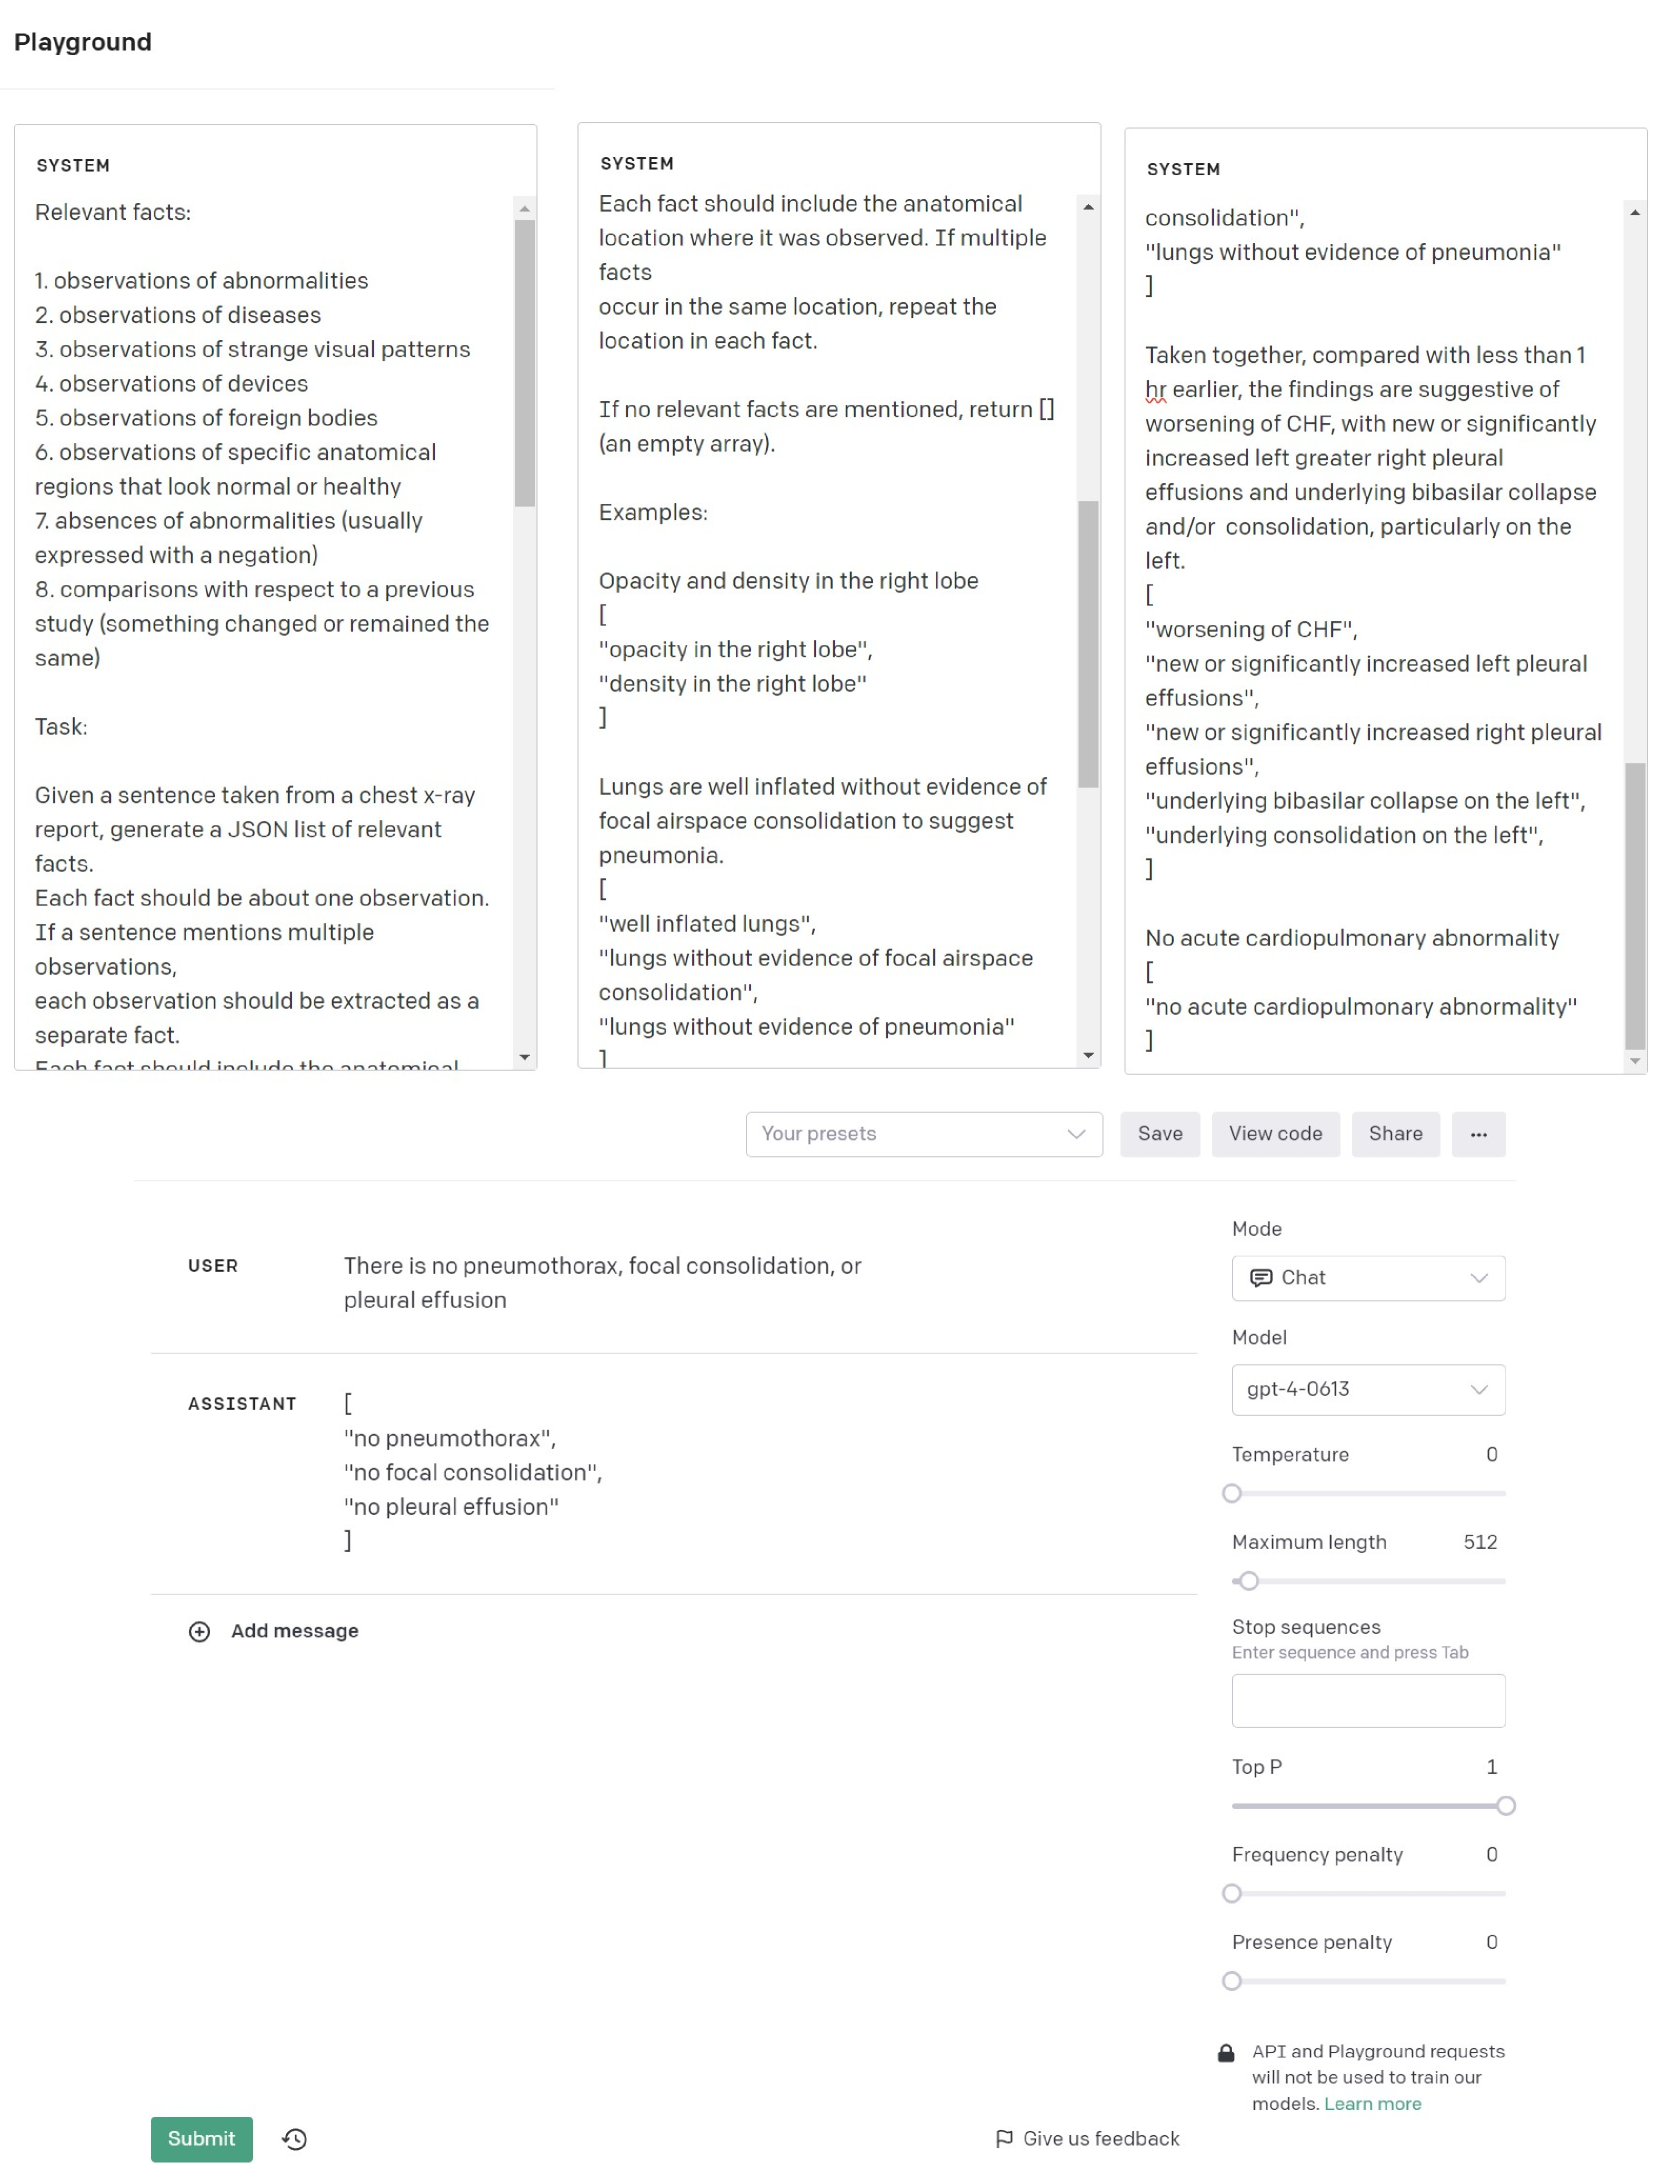 Playground
SYSTEM
Relevant facts:
1. observations of abnormalities
2. observations of diseases
3. observations of strange visual patterns
4. observations of devices
5. observations of foreign bodies
6. observations of specific anatomical
regions that look normal or healthy
7. absences of abnormalities (usually
expressed with a negation)
8. comparisons with respect to a previous
study (something changed or remained the
same)
Task:
Given a sentence taken from a chest x-ray
report, generate a JSON list of relevant
facts.
Each fact should be about one observation.
If a sentence mentions multiple
observations,
each observation should be extracted as a
separate fact.
Each fact should include the anatomical
SYSTEM
Each fact should include the anatomical
location where it was observed. If multiple
facts
occur in the same location, repeat the
location in each fact.
If no relevant facts are mentioned, return []
(an empty array).
Examples:
Opacity and density in the right lobe
[
"opacity in the right lobe",
"density in the right lobe"
]
Lungs are well inflated without evidence of
focal airspace consolidation to suggest
pneumonia.
[
"well inflated lungs",
"lungs without evidence of focal airspace
consolidation",
"lungs without evidence of pneumonia"
]
SYSTEM
consolidation",
"lungs without evidence of pneumonia"
]
Taken together, compared with less than 1
hr earlier, the findings are suggestive of
worsening of CHF, with new or significantly
increased left greater right pleural
effusions and underlying bibasilar collapse
and/or  consolidation, particularly on the
left.
[
"worsening of CHF",
"new or significantly increased left pleural
effusions",
"new or significantly increased right pleural
effusions",
"underlying bibasilar collapse on the left",
"underlying consolidation on the left",
]
No acute cardiopulmonary abnormality
[
"no acute cardiopulmonary abnormality"
]
Your presets
Save
View code
Share
...
USER
There is no pneumothorax, focal consolidation, or
pleural effusion
ASSISTANT
[
"no pneumothorax",
"no focal consolidation",
"no pleural effusion"
]
Add message
Mode
Chat
Model
gpt-4-0613
Temperature 0
Maximum length 512
Stop sequences
Enter sequence and press Tab
Top P 1
Frequency penalty 0
Presence penalty 0
API and Playground requests
will not be used to train our
models. Learn more
Submit
Give us feedback